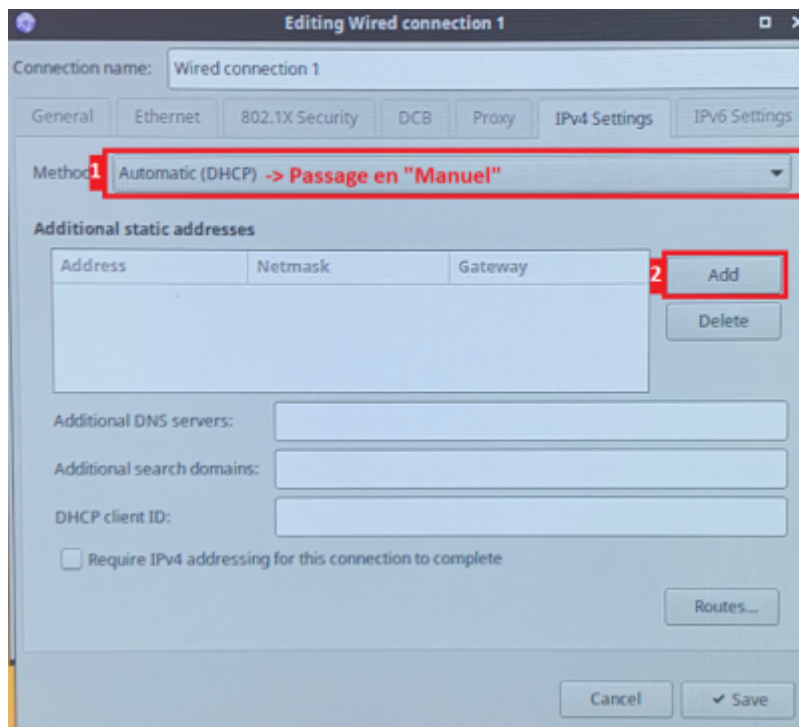 Editing Wired connection 1
Connection name: Wired connection 1
General Ethernet 802.1X Security DCB Proxy IPv4 Settings IPv6 Settings
Method 1 Automatic (DHCP) -> Passage en "Manuel"
Additional static addresses
Address Netmask Gateway
2 Add
Delete
Additional DNS servers:
Additional search domains:
DHCP client ID:
Require IPv4 addressing for this connection to complete
Routes...
Cancel ✔ Save